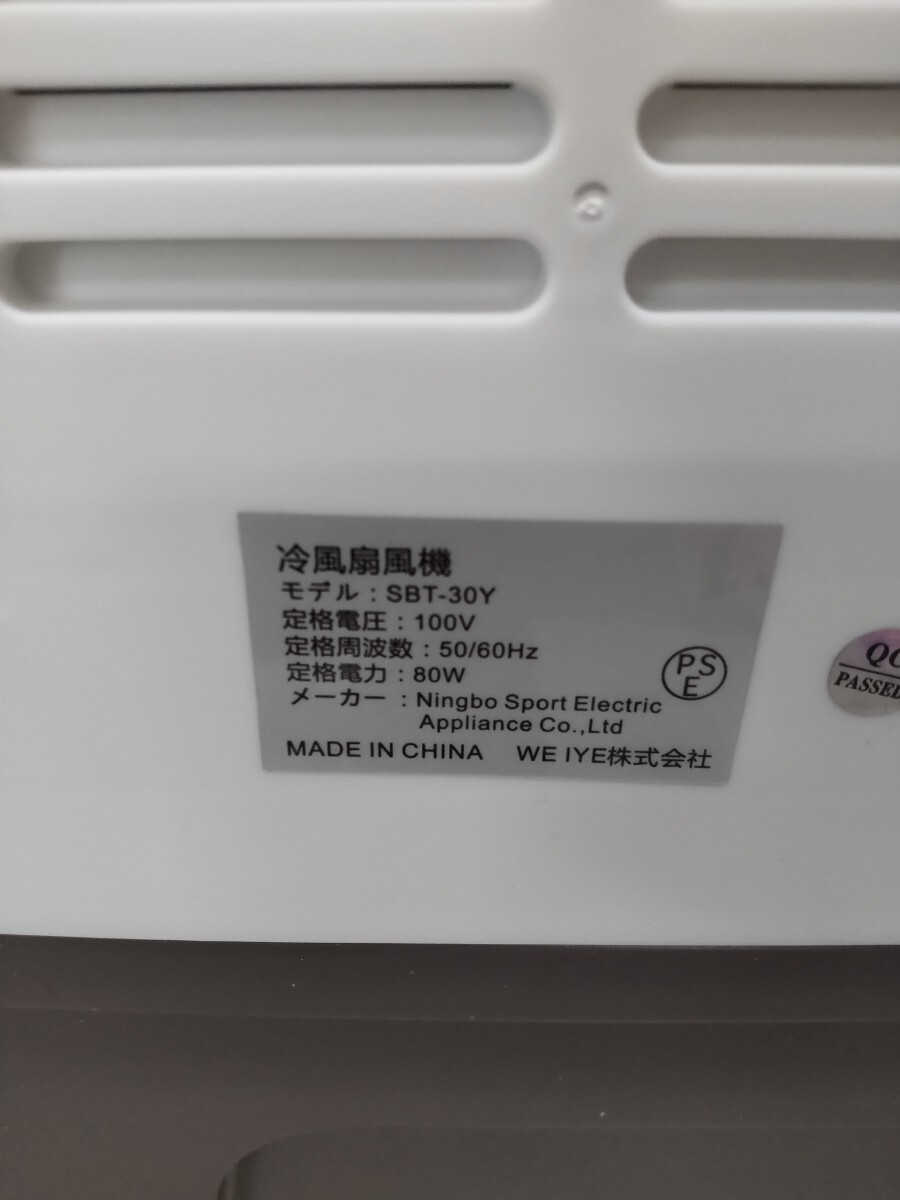 冷風扇風機
モデル : SBT-30Y
定格電圧 : 100V
定格周波数 : 50/60Hz
定格電力 : 80W
メーカー : Ningbo Sport Electric
Appliance Co.,Ltd
MADE IN CHINA WE IYE株式会社
PS
E
QC
PASSED